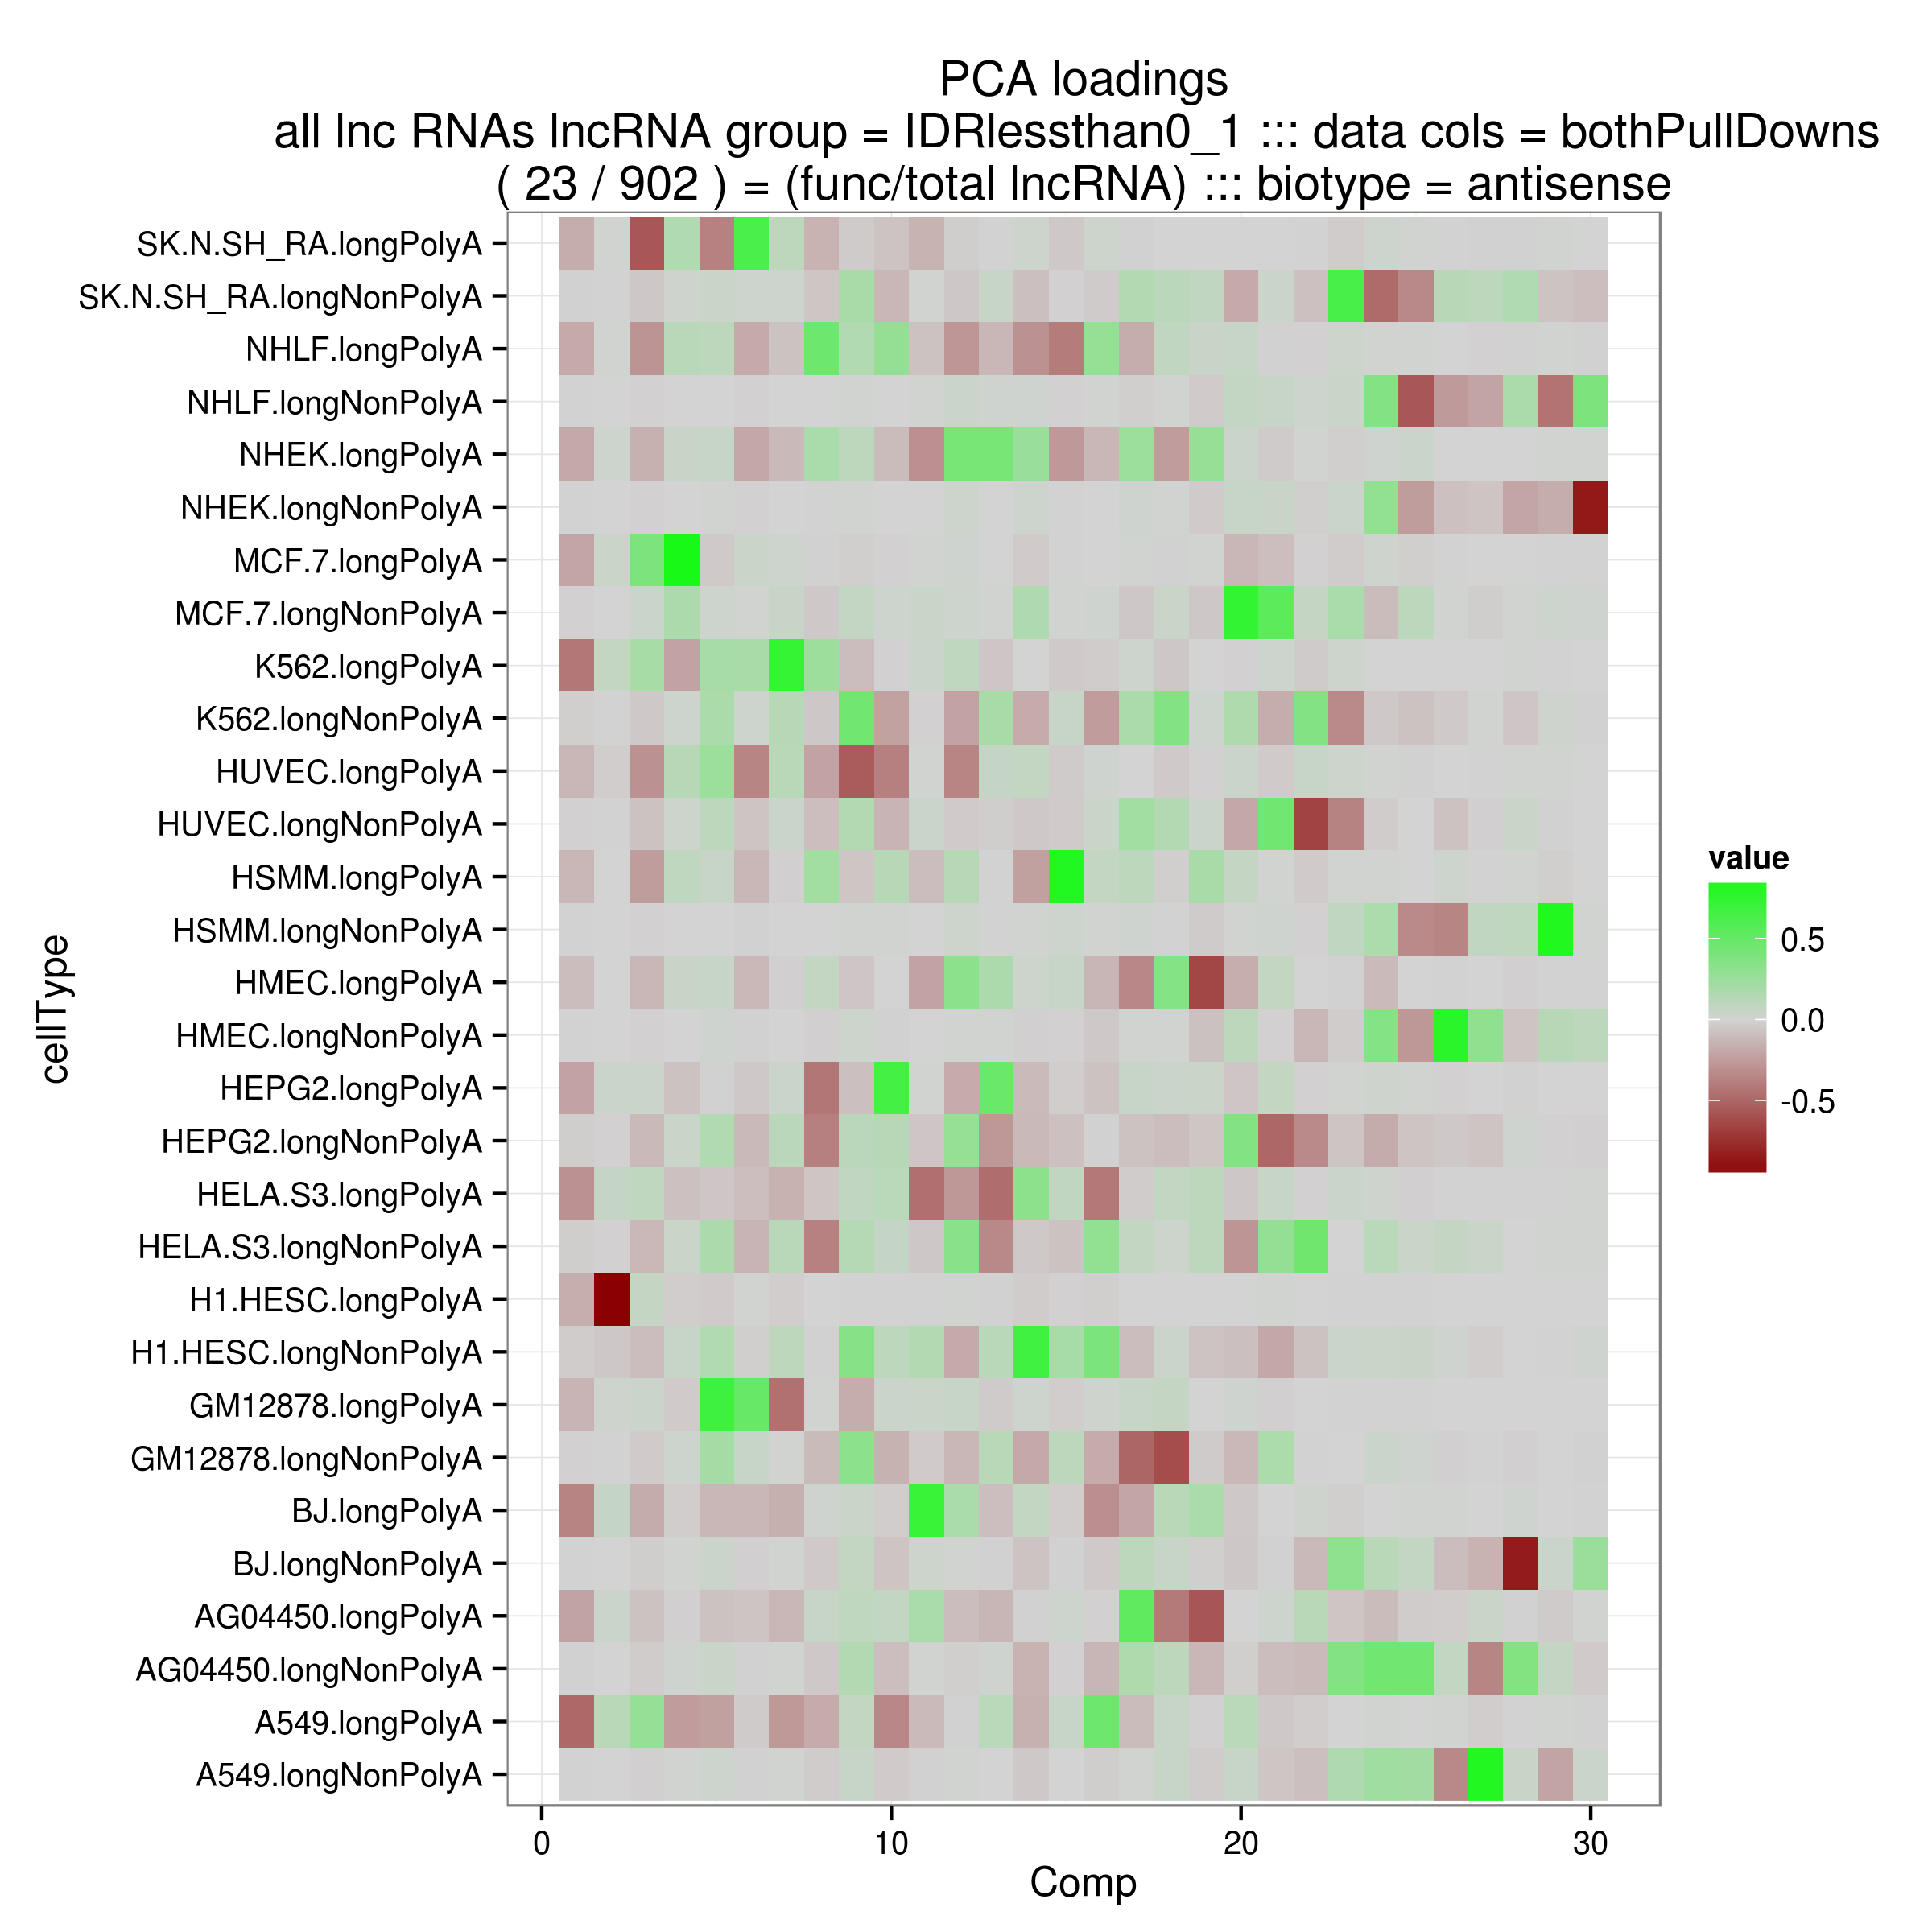 PCA loadings
all lnc RNAs lncRNA group = IDRlessthan0_1 ::: data cols = bothPullDowns
( 23 / 902 ) = (func/total lncRNA) ::: biotype = antisense
SK.N.SH_RA.longPolyA
SK.N.SH_RA.longNonPolyA
NHLF.longPolyA
NHLF.longNonPolyA
NHEK.longPolyA
NHEK.longNonPolyA
MCF.7.longPolyA
MCF.7.longNonPolyA
K562.longPolyA
K562.longNonPolyA
HUVEC.longPolyA
HUVEC.longNonPolyA
HSMM.longPolyA
HSMM.longNonPolyA
HMEC.longPolyA
HMEC.longNonPolyA
HEPG2.longPolyA
HEPG2.longNonPolyA
HELA.S3.longPolyA
HELA.S3.longNonPolyA
H1.HESC.longPolyA
H1.HESC.longNonPolyA
GM12878.longPolyA
GM12878.longNonPolyA
BJ.longPolyA
BJ.longNonPolyA
AG04450.longPolyA
AG04450.longNonPolyA
A549.longPolyA
A549.longNonPolyA
cellType
0 10 20 30
Comp
value
0.5
0.0
-0.5